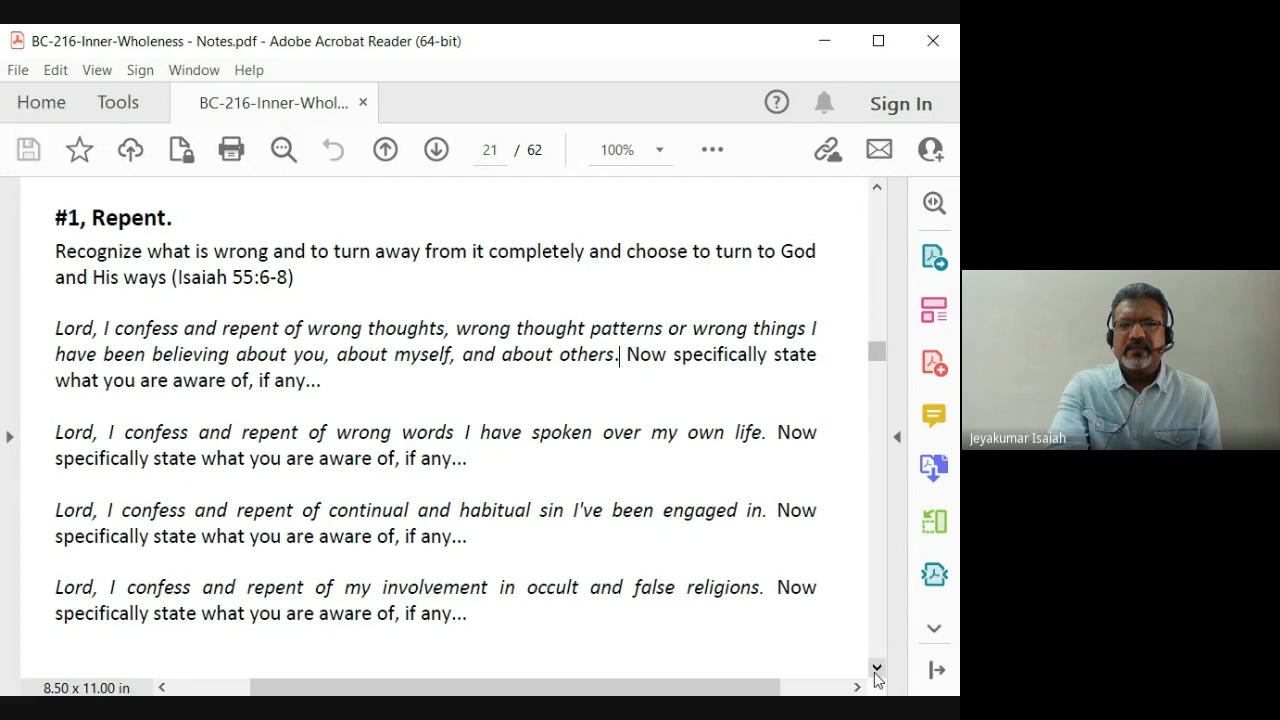 BC-216-Inner-Wholeness - Notes.pdf - Adobe Acrobat Reader (64-bit)
File Edit View Sign Window Help
Home Tools BC-216-Inner-Whol... × Sign In
21 / 62 100%
#1, Repent.
Recognize what is wrong and to turn away from it completely and choose to turn to God
and His ways (Isaiah 55:6-8)
Lord, I confess and repent of wrong thoughts, wrong thought patterns or wrong things I
have been believing about you, about myself, and about others. Now specifically state
what you are aware of, if any...
Lord, I confess and repent of wrong words I have spoken over my own life. Now
specifically state what you are aware of, if any...
Lord, I confess and repent of continual and habitual sin I've been engaged in. Now
specifically state what you are aware of, if any...
Lord, I confess and repent of my involvement in occult and false religions. Now
specifically state what you are aware of, if any...
8.50 x 11.00 in
Jeyakumar Isaiah